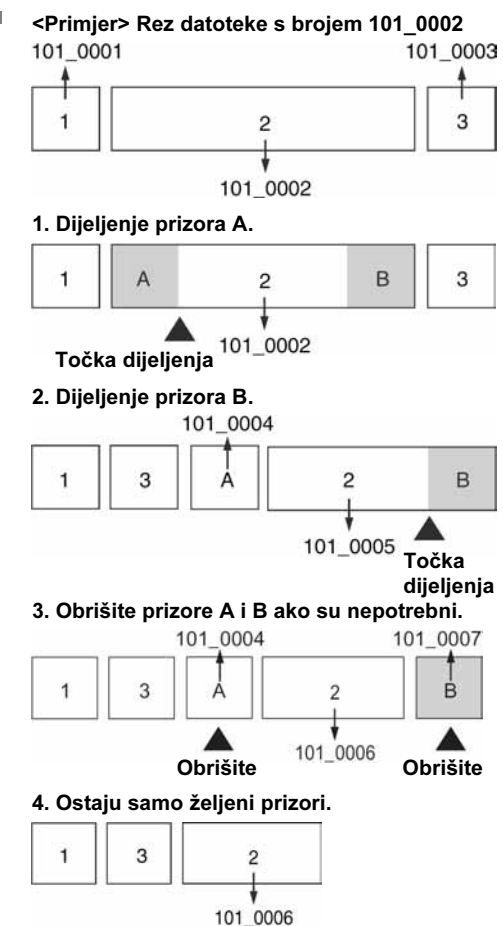 <Primjer> Rez datoteke s brojem 101_0002
101_0001 101_0003
1 2 3
101_0002
1. Dijeljenje prizora A.
1 A 2 B 3
101_0002
Točka dijeljenja
2. Dijeljenje prizora B.
101_0004
1 3 A 2 B
101_0005
Točka
dijeljenja
3. Obrišite prizore A i B ako su nepotrebni.
101_0004 101_0007
1 3 A 2 B
101_0006
Obrišite Obrišite
4. Ostaju samo željeni prizori.
1 3 2
101_0006